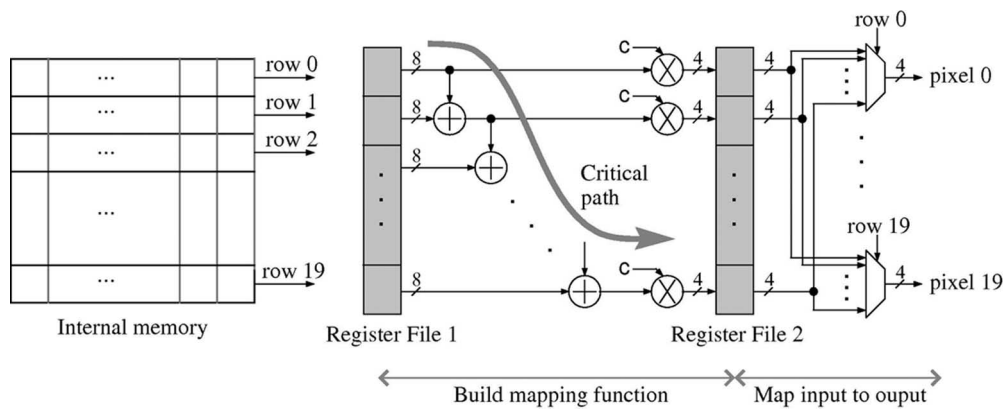 row 0
row 1
row 2
row 19
...
...
...
...
...
Internal memory
8
8
8
8
Register File 1
C
C
C
4
4
4
Critical
path
Register File 2
4
4
4
row 0
4
pixel 0
row 19
4
pixel 19
Build mapping function
Map input to ouput